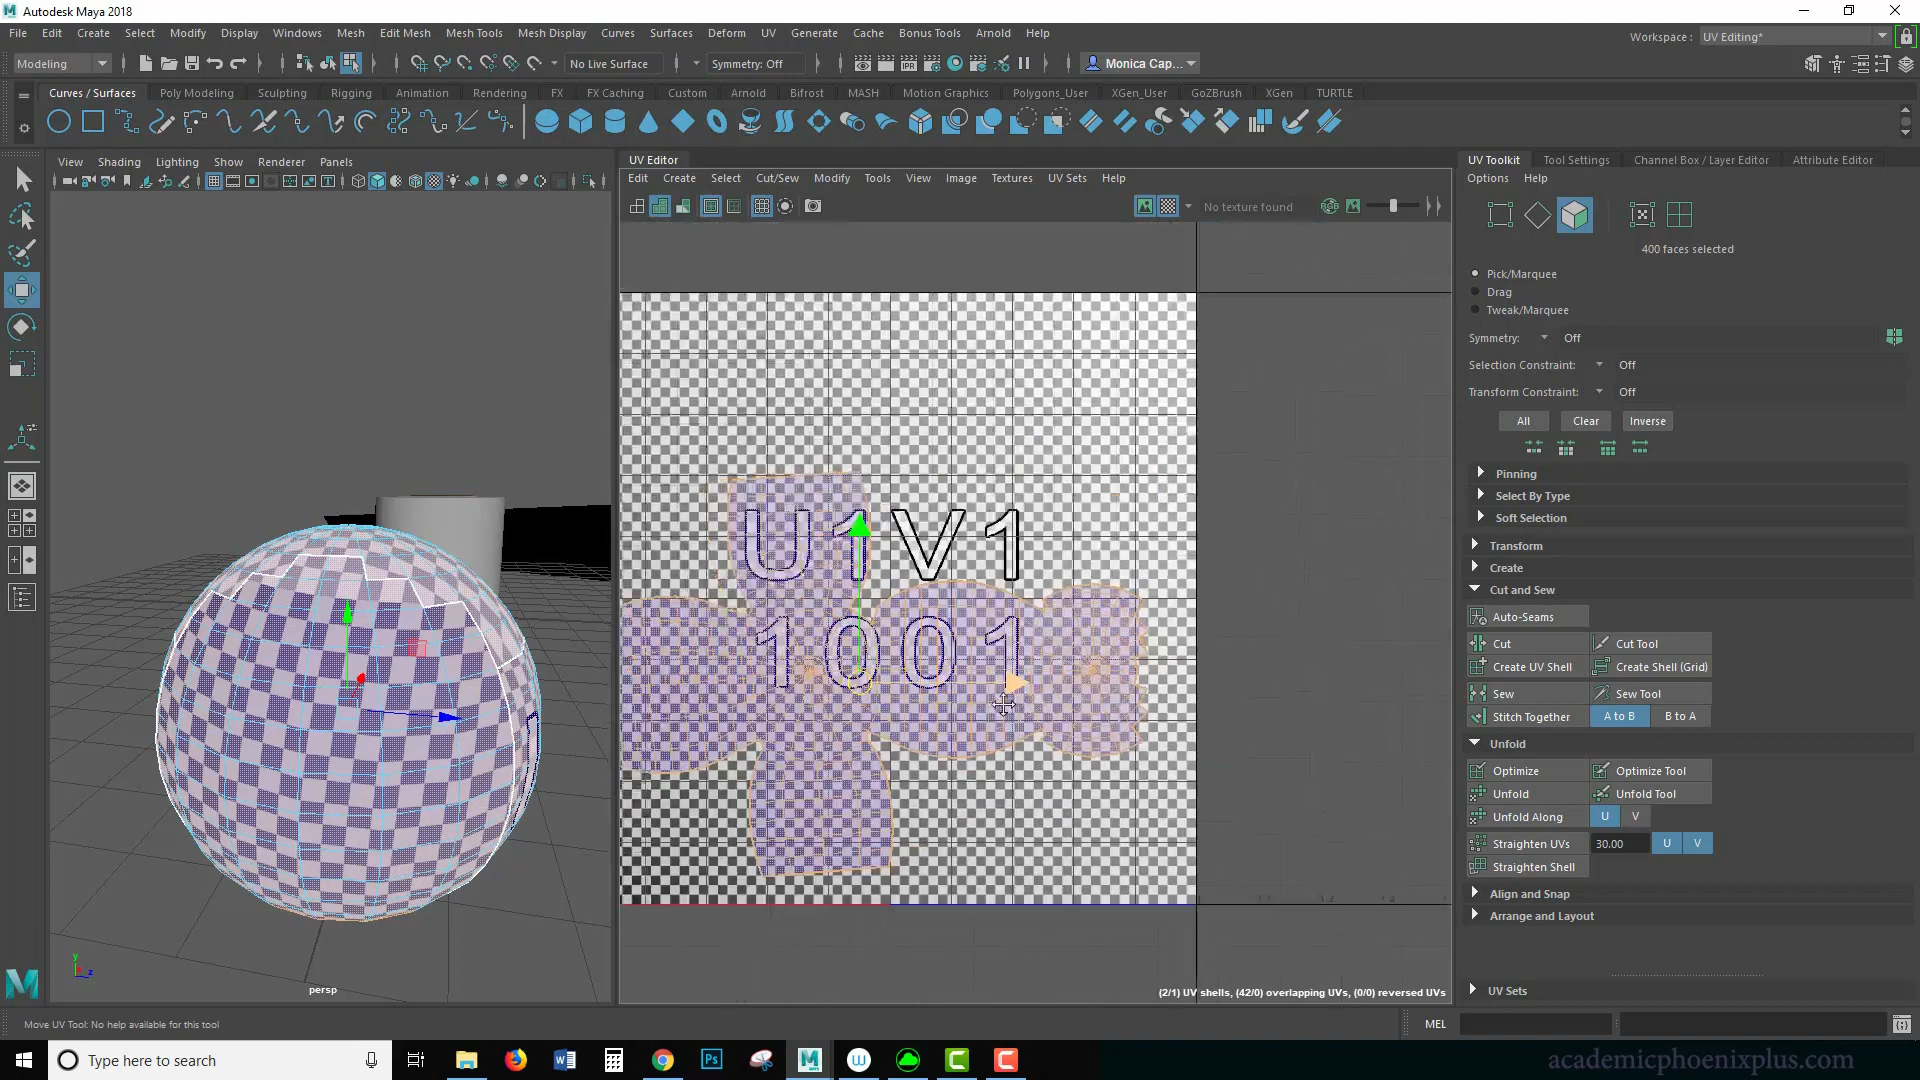 Autodesk Maya 2018
File Edit Create Select Modify Display Windows Mesh Edit Mesh Mesh Tools Mesh Display Curves Surfaces Deform UV Generate Cache Bonus Tools Arnold Help
Workspace : UV Editing*
Modeling No Live Surface Symmetry: Off Monica Cap...
Curves / Surfaces Poly Modeling Sculpting Rigging Animation Rendering FX FX Caching Custom Arnold Bifrost MASH Motion Graphics Polygons_User XGen_User GoZBrush XGen TURTLE
View Shading Lighting Show Renderer Panels
UV Editor
Edit Create Select Cut/Sew Modify Tools View Image Textures UV Sets Help
No texture found
UV Toolkit Tool Settings Channel Box / Layer Editor Attribute Editor
Options Help
400 faces selected
Pick/Marquee
Drag
Tweak/Marquee
Symmetry: Off
Selection Constraint: Off
Transform Constraint: Off
All Clear Inverse
Pinning
Select By Type
Soft Selection
Transform
Create
Cut and Sew
Auto-Seams
Cut Cut Tool
Create UV Shell Create Shell (Grid)
Sew Sew Tool
Stitch Together A to B B to A
Unfold
Optimize Optimize Tool
Unfold Unfold Tool
Unfold Along U V
Straighten UVs 30.00 U V
Straighten Shell
Align and Snap
Arrange and Layout
UV Sets
U1V1
1001
y
z
persp
(2/1) UV shells, (42/0) overlapping UVs, (0/0) reversed UVs
Move UV Tool: No help available for this tool
MEL
Type here to search
academicphoenixplus.com